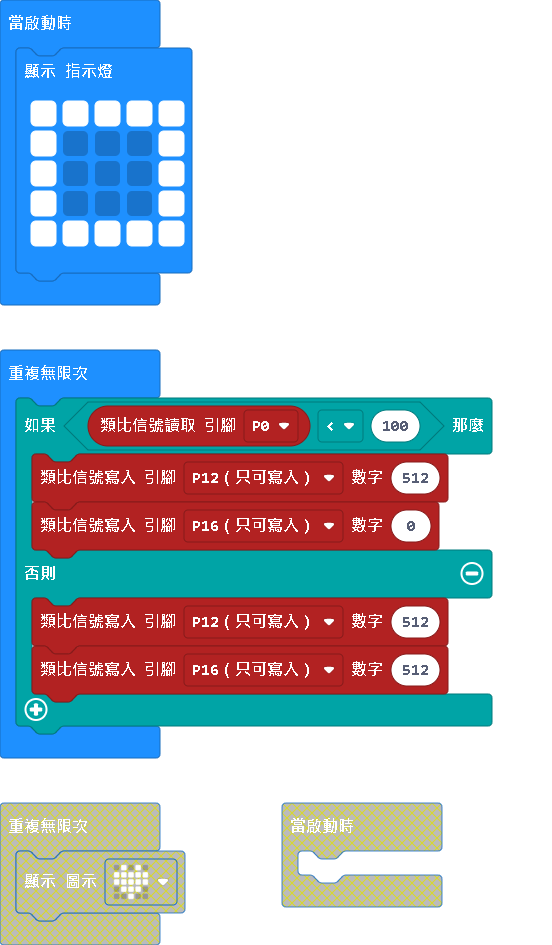 當啟動時
顯示 指示燈
重複無限次
如果 類比信號讀取 引腳 P0 < 100 那麼
類比信號寫入 引腳 P12(只可寫入) 數字 512
類比信號寫入 引腳 P16(只可寫入) 數字 0
否則
類比信號寫入 引腳 P12(只可寫入) 數字 512
類比信號寫入 引腳 P16(只可寫入) 數字 512
重複無限次
顯示 圖示
當啟動時